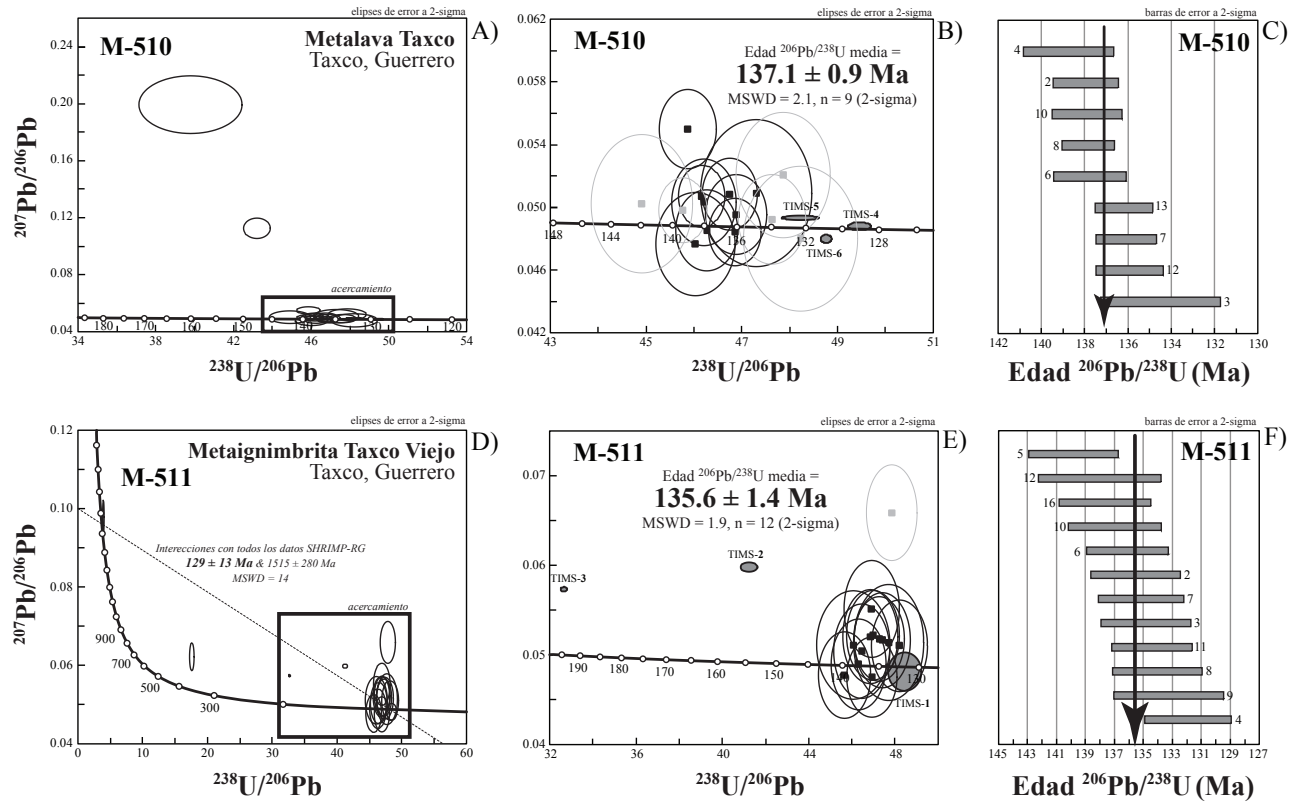 elipses de error a 2-sigma
A)
M-510
Metalava Taxco
Taxco, Guerrero
0.24
0.20
0.16
0.12
0.08
0.04
207Pb/206Pb
acercamiento
180
170
160
150
140
130
120
34
38
42
46
50
54
238U/206Pb
elipses de error a 2-sigma
B)
M-510
Edad 206Pb/238U media =
137.1 ± 0.9 Ma
MSWD = 2.1, n = 9 (2-sigma)
0.062
0.058
0.054
0.050
0.046
0.042
TIMS-5
TIMS-4
TIMS-6
148
144
140
136
132
128
43
45
47
49
51
238U/206Pb
barras de error a 2-sigma
C)
M-510
4
2
10
8
6
13
7
12
3
142
140
138
136
134
132
130
Edad 206Pb/238U (Ma)
elipses de error a 2-sigma
D)
Metaignimbrita Taxco Viejo
Taxco, Guerrero
M-511
0.12
0.10
0.08
0.06
0.04
207Pb/206Pb
Interecciones con todos los datos SHRIMP-RG
129 ± 13 Ma & 1515 ± 280 Ma
MSWD = 14
acercamiento
900
700
500
300
0
10
20
30
40
50
60
238U/206Pb
elipses de error a 2-sigma
E)
M-511
Edad 206Pb/238U media =
135.6 ± 1.4 Ma
MSWD = 1.9, n = 12 (2-sigma)
0.07
0.06
0.05
0.04
TIMS-3
TIMS-2
TIMS-1
190
180
170
160
150
140
130
32
36
40
44
48
238U/206Pb
barras de error a 2-sigma
F)
M-511
5
12
16
10
6
2
7
3
11
8
9
4
145
143
141
139
137
135
133
131
129
127
Edad 206Pb/238U (Ma)